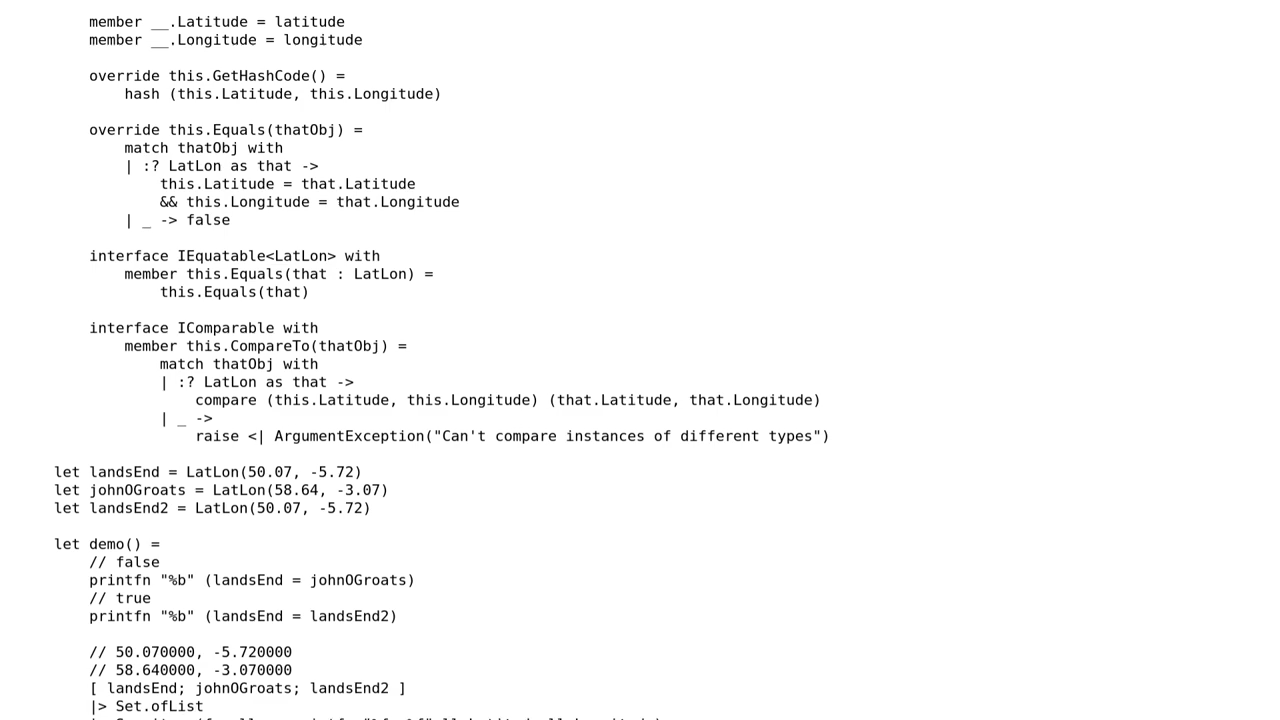 member __.Latitude = latitude
member __.Longitude = longitude
override this.GetHashCode() =
hash (this.Latitude, this.Longitude)
override this.Equals(thatObj) =
match thatObj with
| :? LatLon as that ->
this.Latitude = that.Latitude
&& this.Longitude = that.Longitude
| _ -> false
interface IEquatable<LatLon> with
member this.Equals(that : LatLon) =
this.Equals(that)
interface IComparable with
member this.CompareTo(thatObj) =
match thatObj with
| :? LatLon as that ->
compare (this.Latitude, this.Longitude) (that.Latitude, that.Longitude)
| _ ->
raise <| ArgumentException("Can't compare instances of different types")
let landsEnd = LatLon(50.07, -5.72)
let johnOGroats = LatLon(58.64, -3.07)
let landsEnd2 = LatLon(50.07, -5.72)
let demo() =
// false
printfn "%b" (landsEnd = johnOGroats)
// true
printfn "%b" (landsEnd = landsEnd2)
// 50.070000, -5.720000
// 58.640000, -3.070000
[ landsEnd; johnOGroats; landsEnd2 ]
|> Set.ofList